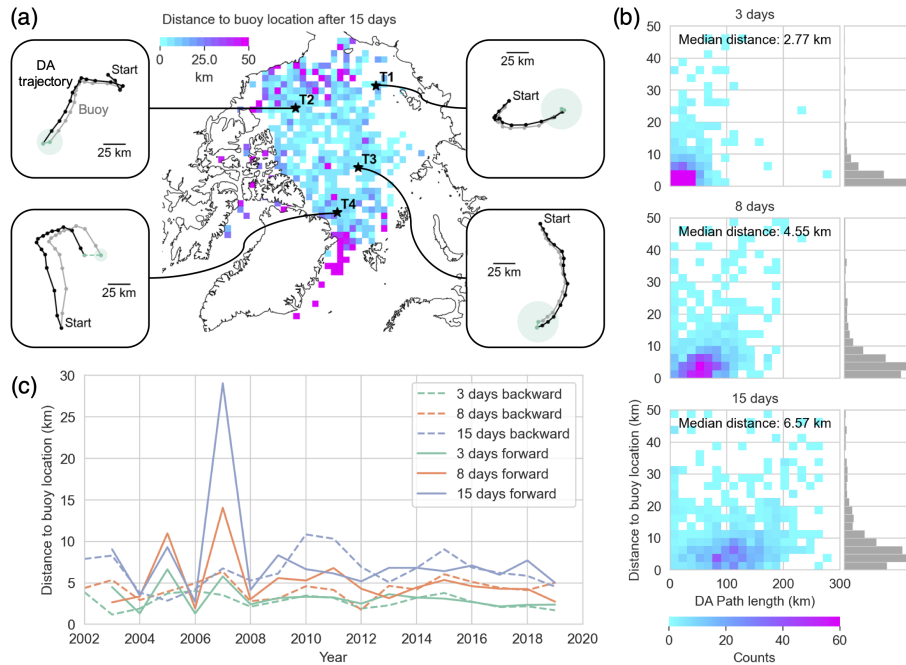 (a)
Distance to buoy location after 15 days
0 25 50
km
DA
trajectory
Start
Buoy
25 km
T1
T2
T3
T4
25 km
Start
25 km
Start
Start
25 km
(b)
3 days
Median distance: 2.77 km
50
40
30
20
10
0
8 days
Median distance: 4.55 km
50
40
30
20
10
0
15 days
Median distance: 6.57 km
50
40
30
20
10
0
Distance to buoy location (km)
0 100 200 300
DA Path length (km)
0 20 40 60
Counts
(c)
Distance to buoy location (km)
30
25
20
15
10
5
0
3 days backward
8 days backward
15 days backward
3 days forward
8 days forward
15 days forward
2002 2004 2006 2008 2010 2012 2014 2016 2018 2020
Year